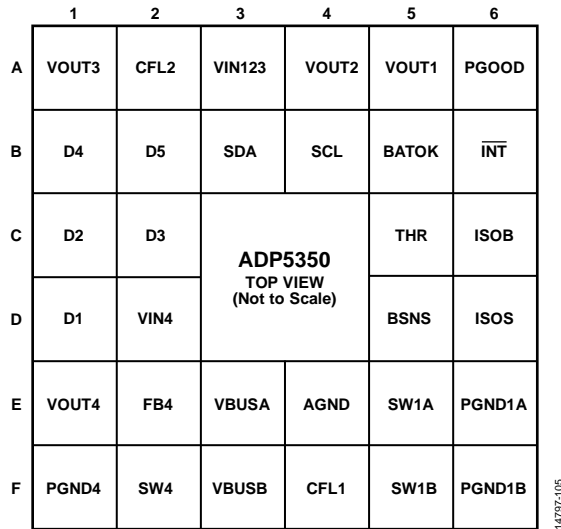 1 2 3 4 5 6
A VOUT3 CFL2 VIN123 VOUT2 VOUT1 PGOOD
B D4 D5 SDA SCL BATOK INT
C D2 D3 THR ISOB
ADP5350
TOP VIEW
(Not to Scale)
D D1 VIN4 BSNS ISOS
E VOUT4 FB4 VBUSA AGND SW1A PGND1A
F PGND4 SW4 VBUSB CFL1 SW1B PGND1B
14797-105